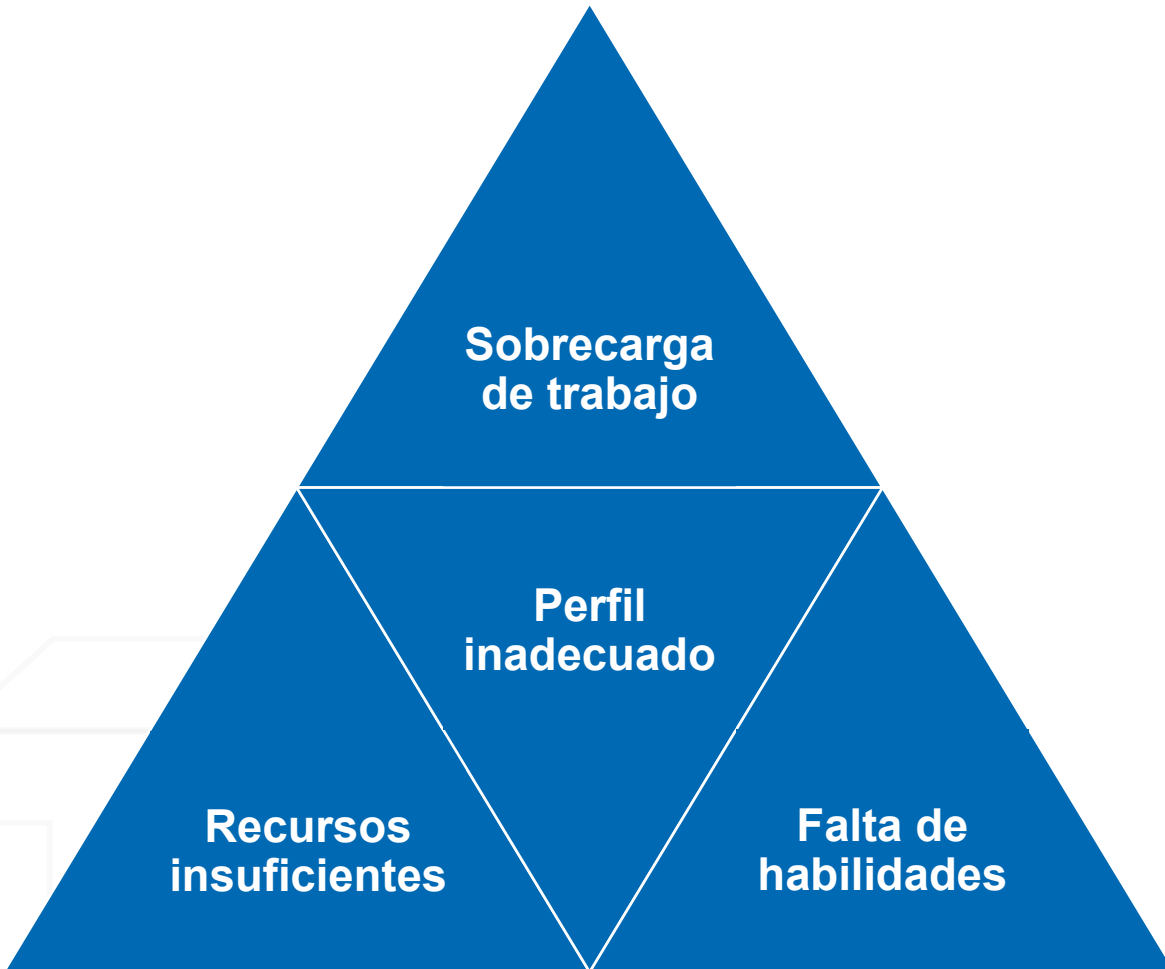 Sobrecarga
de trabajo
Perfil
inadecuado
Recursos
insuficientes
Falta de
habilidades